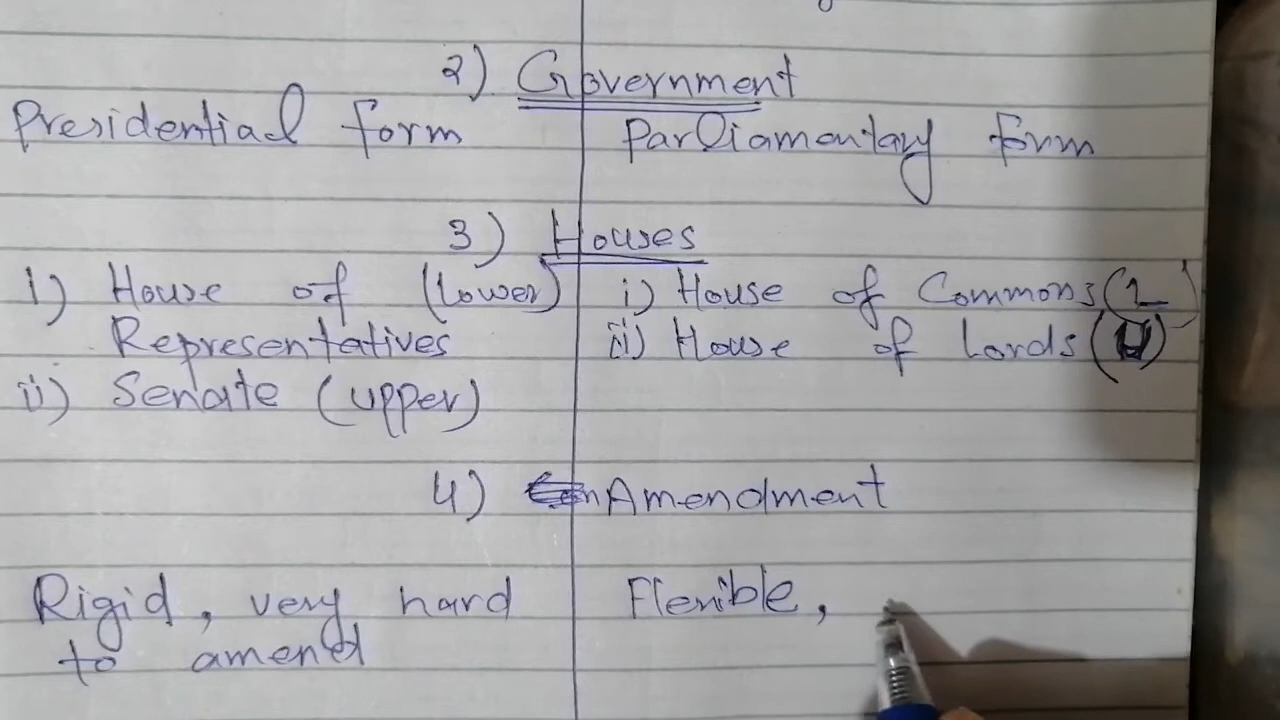 2) Government
Presidential form Parliamentary form
3) Houses
i) House of (Lower) i) House of Commons (L)
Representatives ii) House of Lords (U)
ii) Senate (upper)
4) Amendment
Rigid, very hard Flexible,
to amend